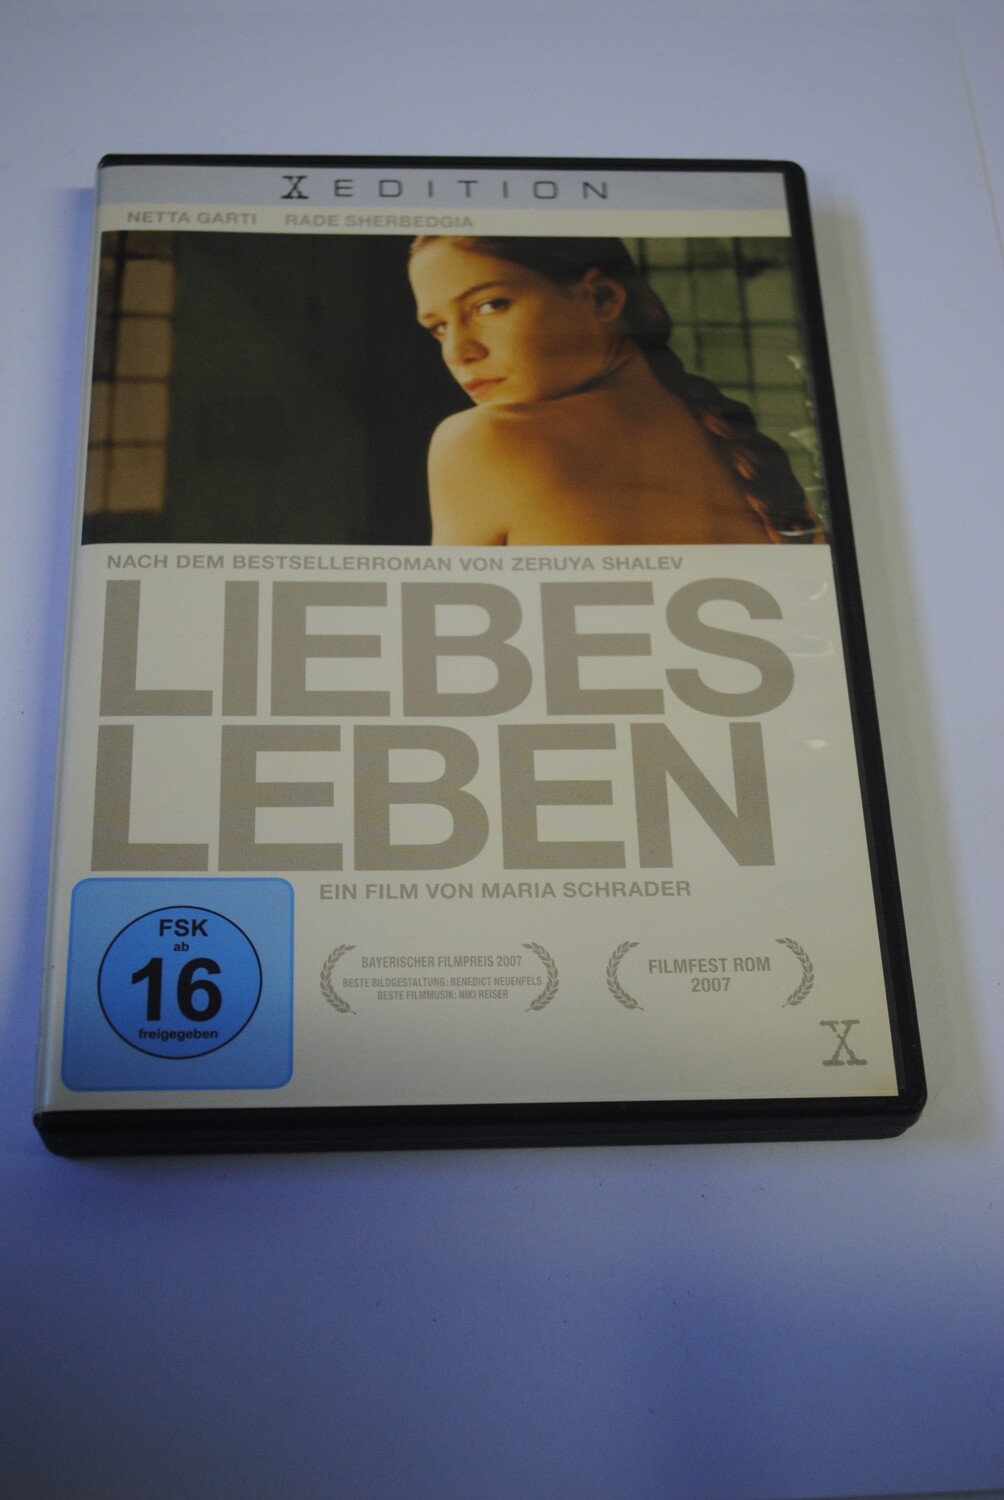 X EDITION
NETTA GARTI RADE SHERBEDGIA
NACH DEM BESTSELLERROMAN VON ZERUYA SHALEV
LIEBES
LEBEN
EIN FILM VON MARIA SCHRADER
FSK
ab
16
freigegeben
BAYERISCHER FILMPREIS 2007
BESTE BILDGESTALTUNG: BENEDICT NEUENFELS
BESTE FILMMUSIK: NIKI REISER
FILMFEST ROM
2007
X